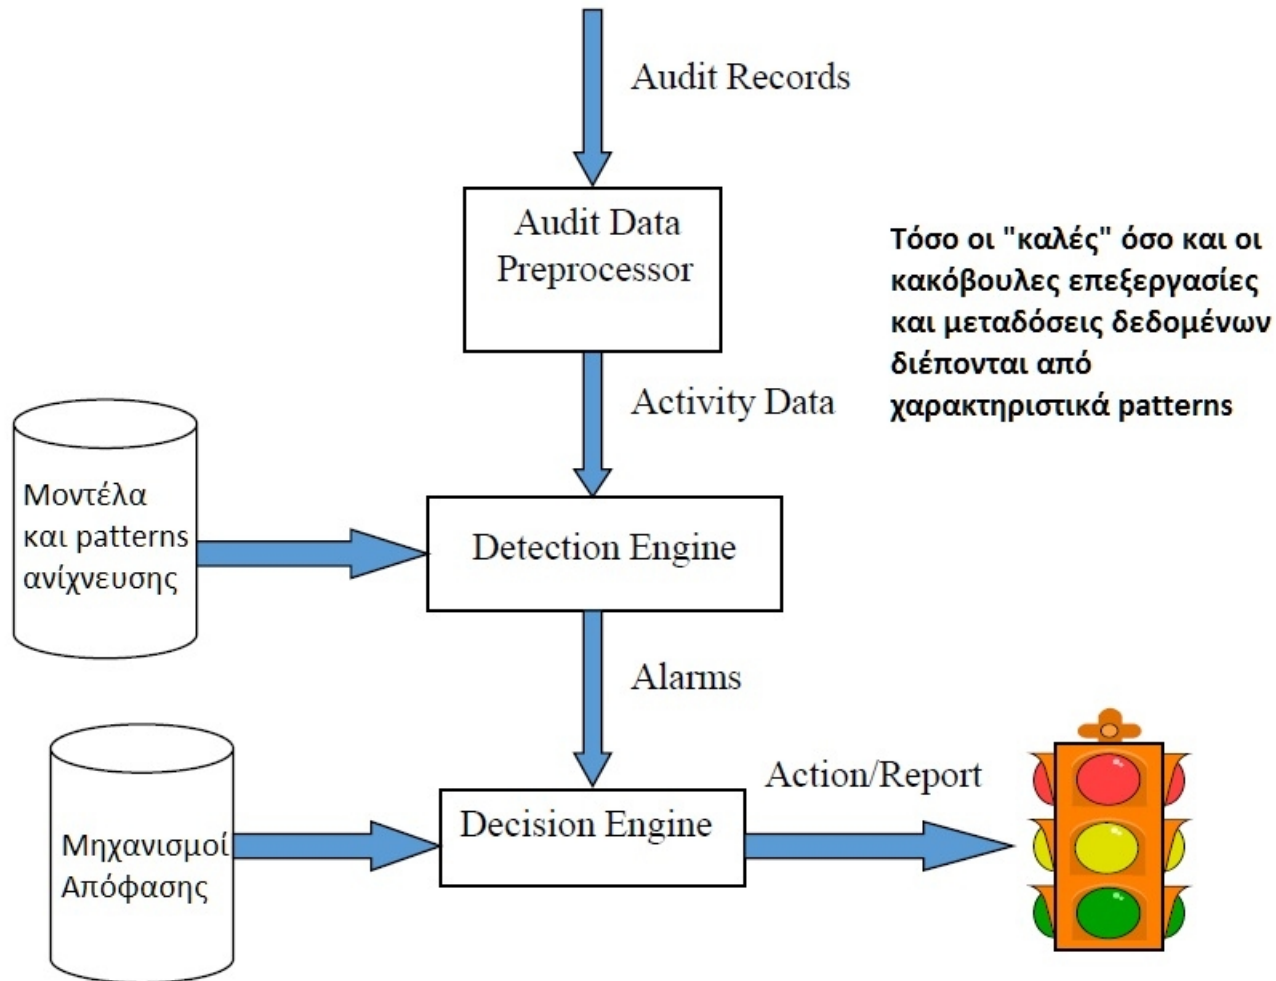 Audit Records
Audit Data
Preprocessor
Τόσο οι "καλές" όσο και οι
κακόβουλες επεξεργασίες
και μεταδόσεις δεδομένων
διέπονται από
χαρακτηριστικά patterns
Activity Data
Μοντέλα
και patterns
ανίχνευσης
Detection Engine
Alarms
Action/Report
Decision Engine
Μηχανισμοί
Απόφασης